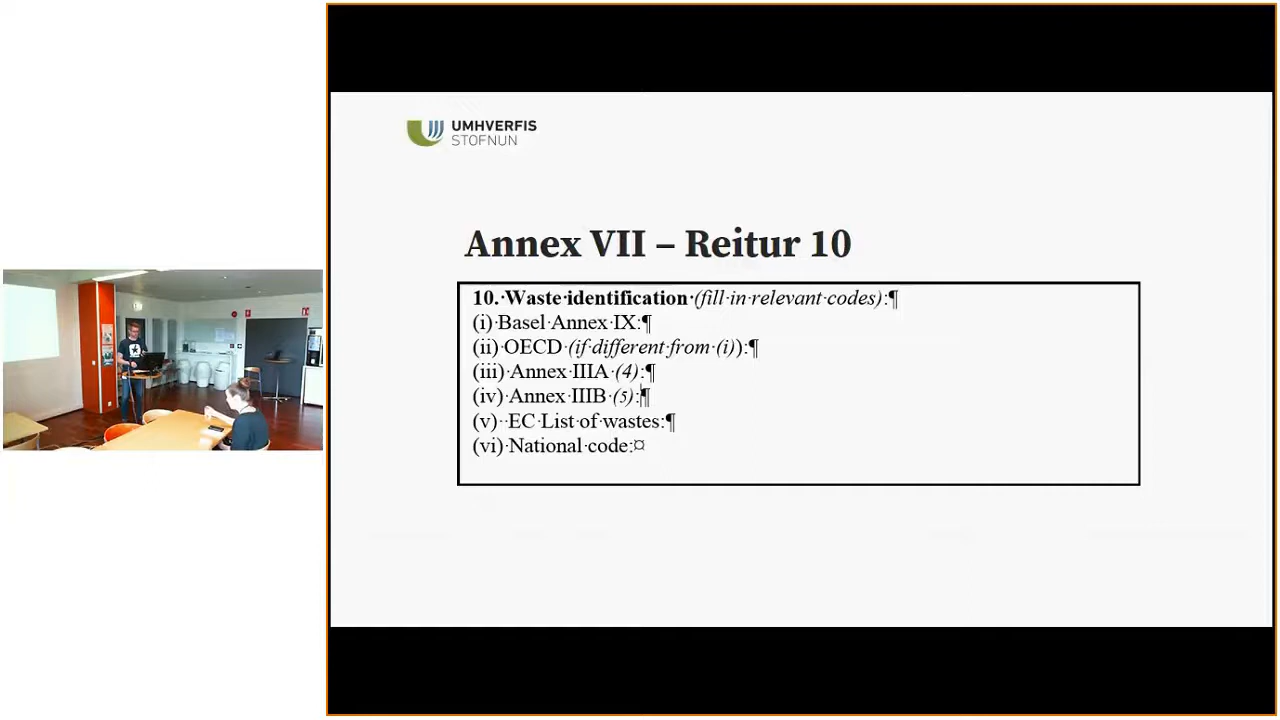 UMHVERFIS
STOFNUN
Annex VII – Reitur 10
10.·Waste·identification·(fill·in·relevant·codes):¶
(i)·Basel·Annex·IX:¶
(ii)·OECD·(if·different·from·(i)):¶
(iii)·Annex·IIIA·(4):¶
(iv)·Annex·IIIB·(5):¶
(v)··EC·List·of·wastes:¶
(vi)·National·code:¤